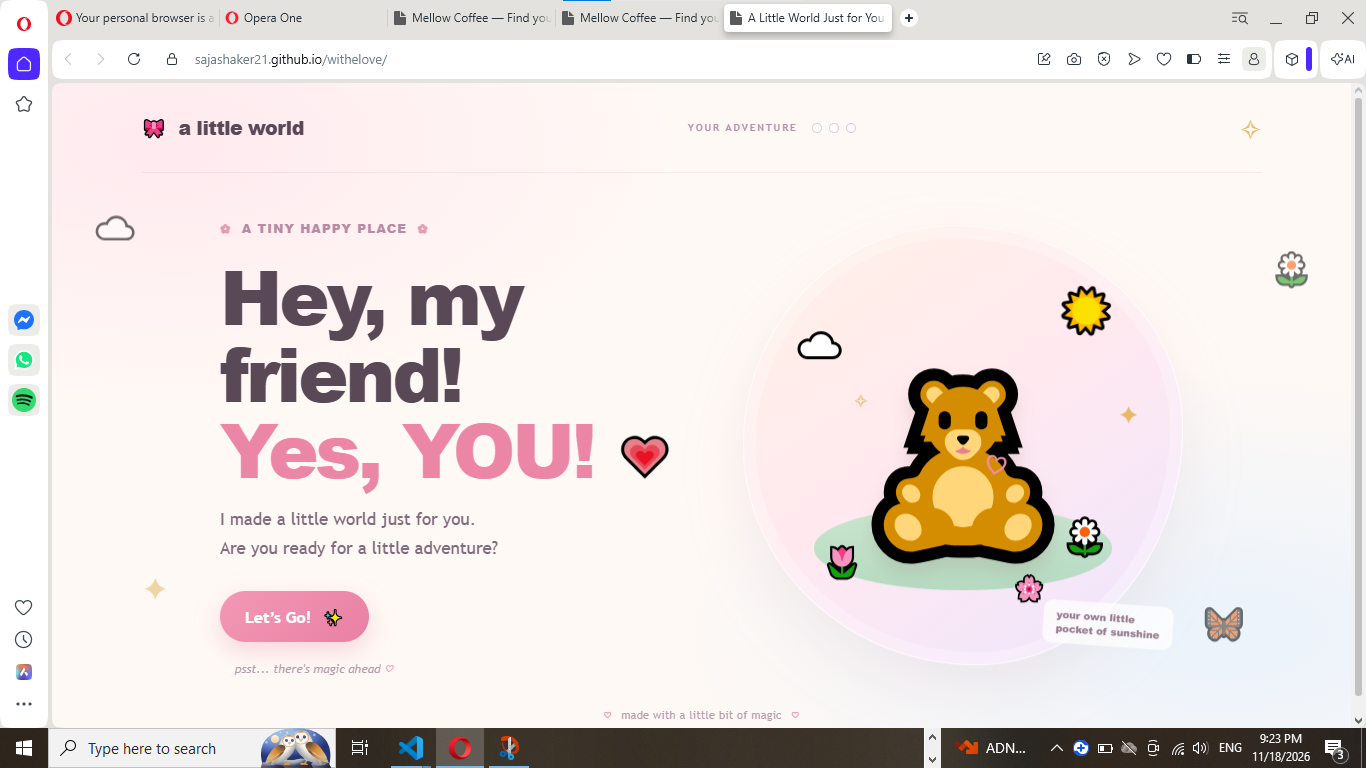 Your personal browser is a
Opera One
Mellow Coffee — Find you
Mellow Coffee — Find you
A Little World Just for You
sajashaker21.github.io/withelove/
AI
a little world
YOUR ADVENTURE
A TINY HAPPY PLACE
Hey, my
friend!
Yes, YOU!
I made a little world just for you.
Are you ready for a little adventure?
Let's Go!
psst... there's magic ahead
your own little
pocket of sunshine
made with a little bit of magic
Type here to search
ADN...
ENG
9:23 PM
11/18/2026
3